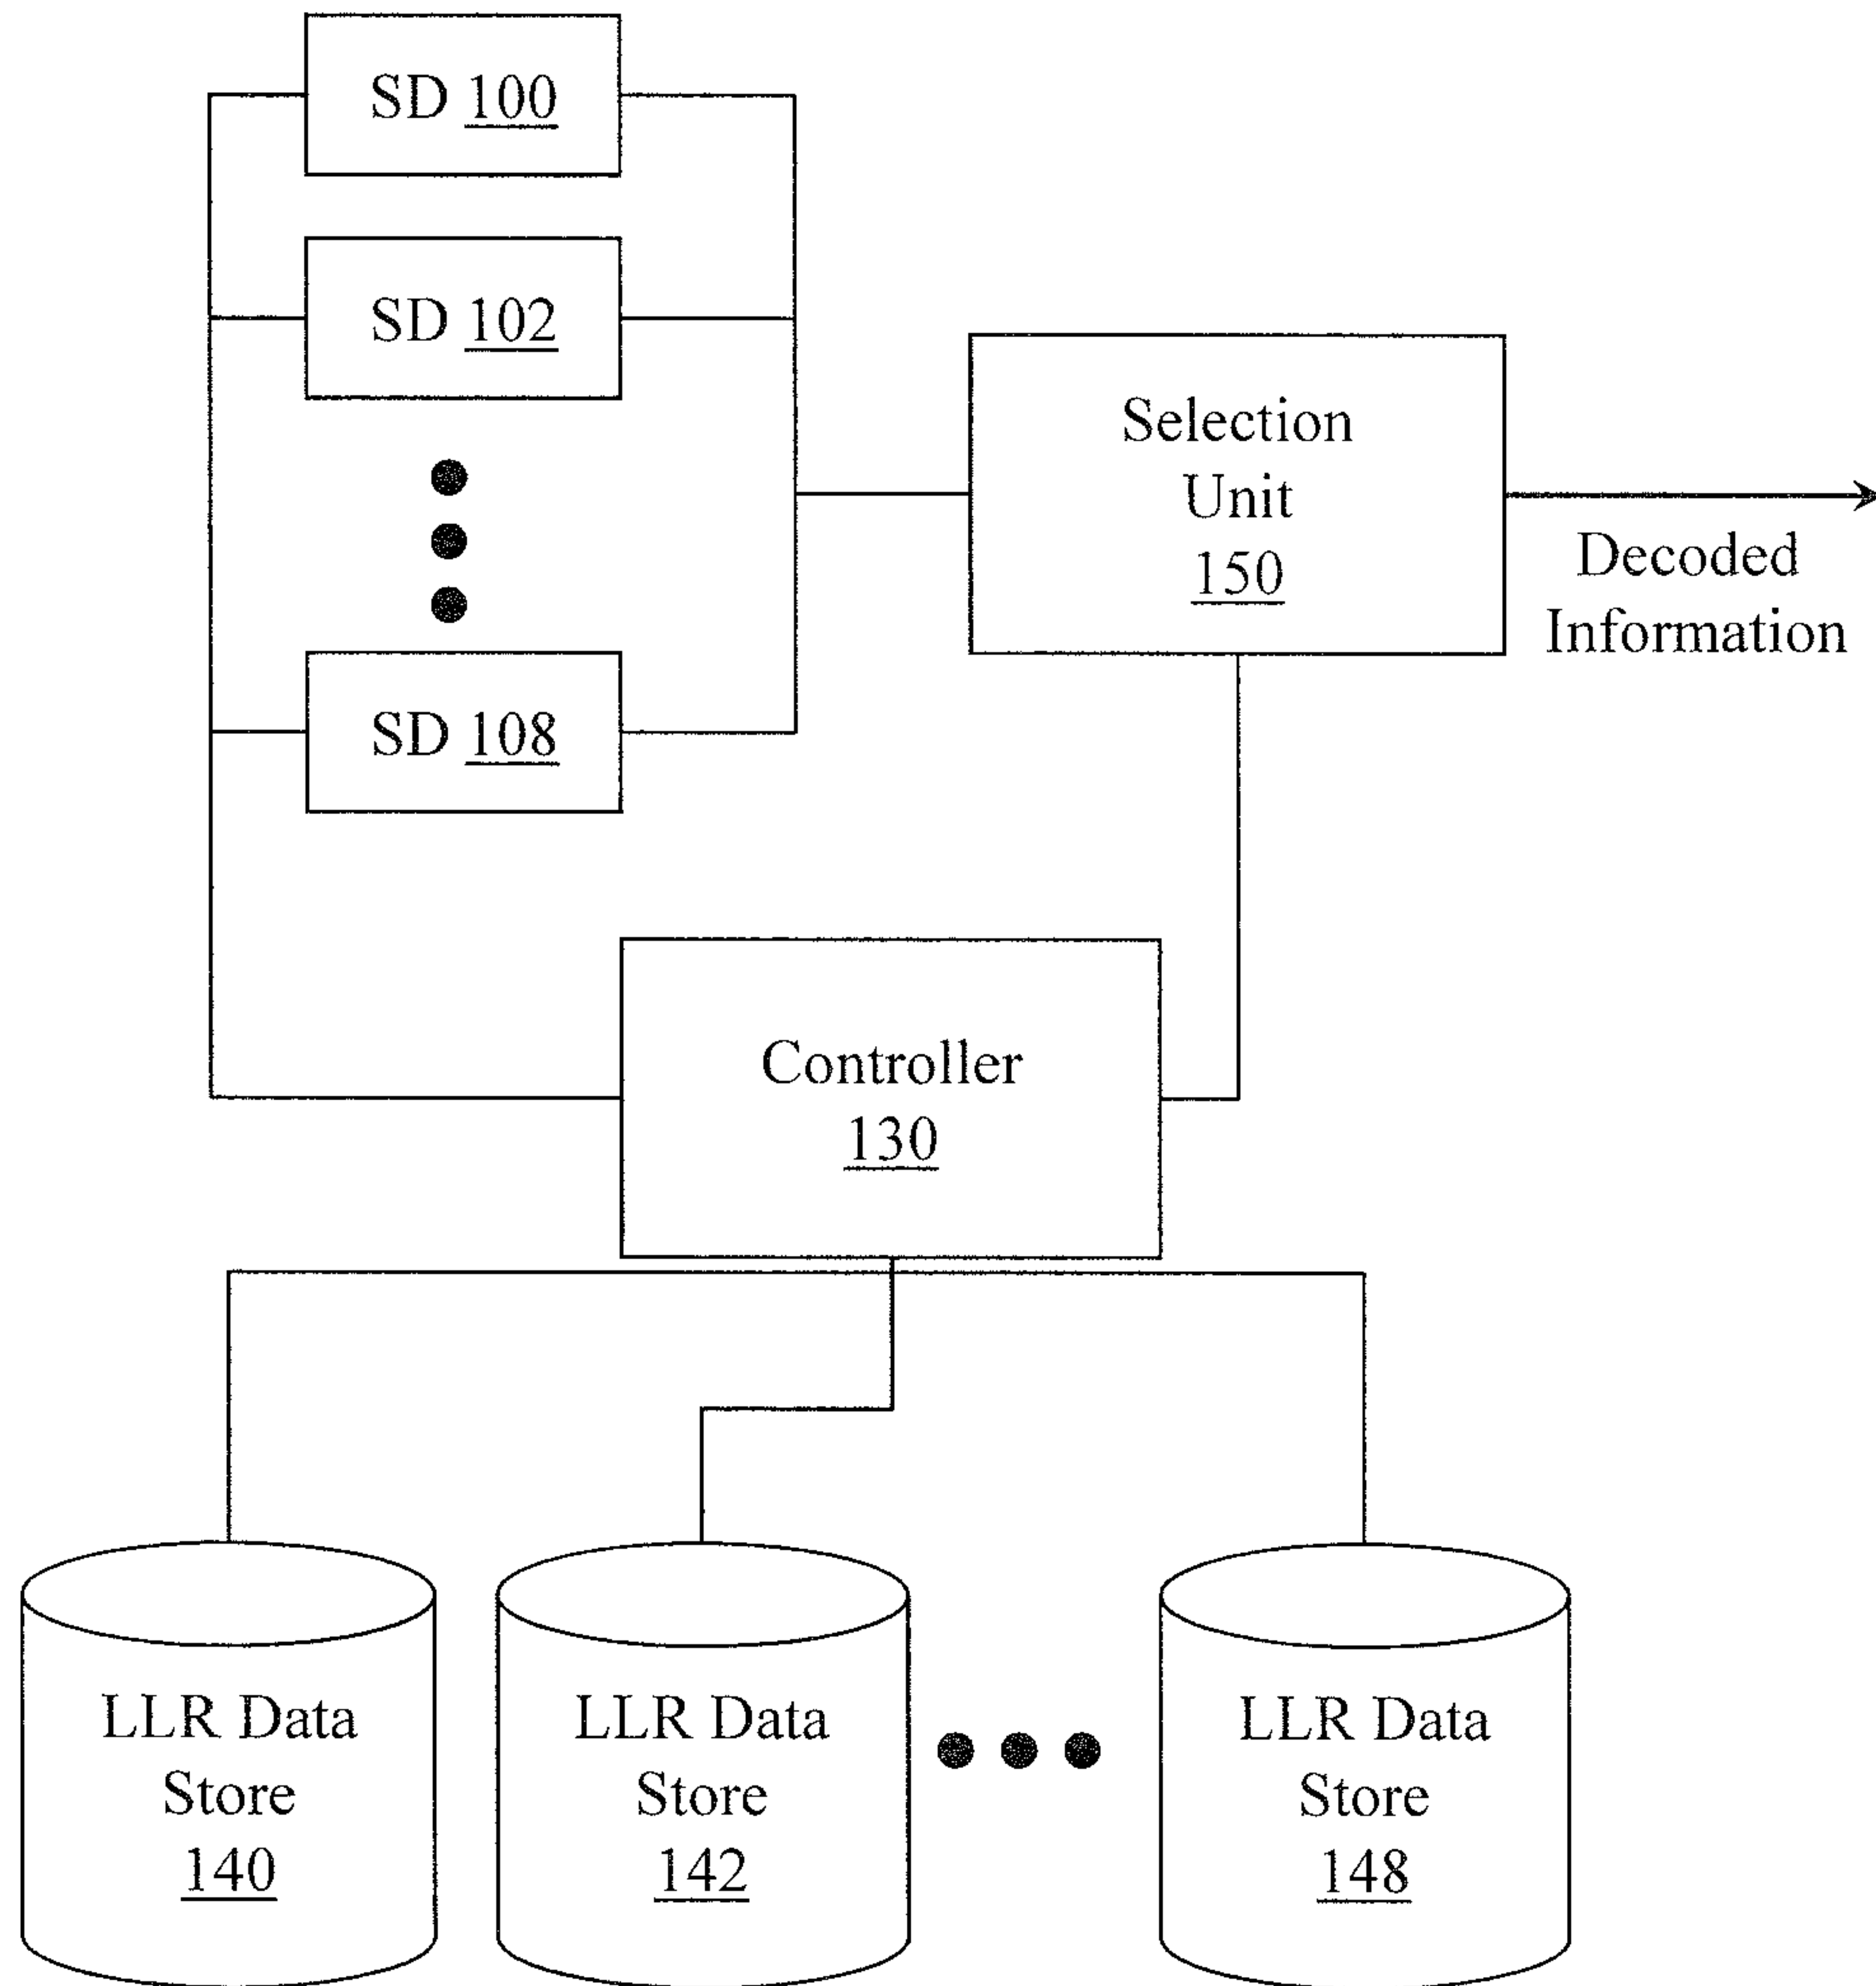 SD 100
SD 102
SD 108
Selection
Unit
150
Decoded
Information
Controller
130
LLR Data
Store
140
LLR Data
Store
142
LLR Data
Store
148